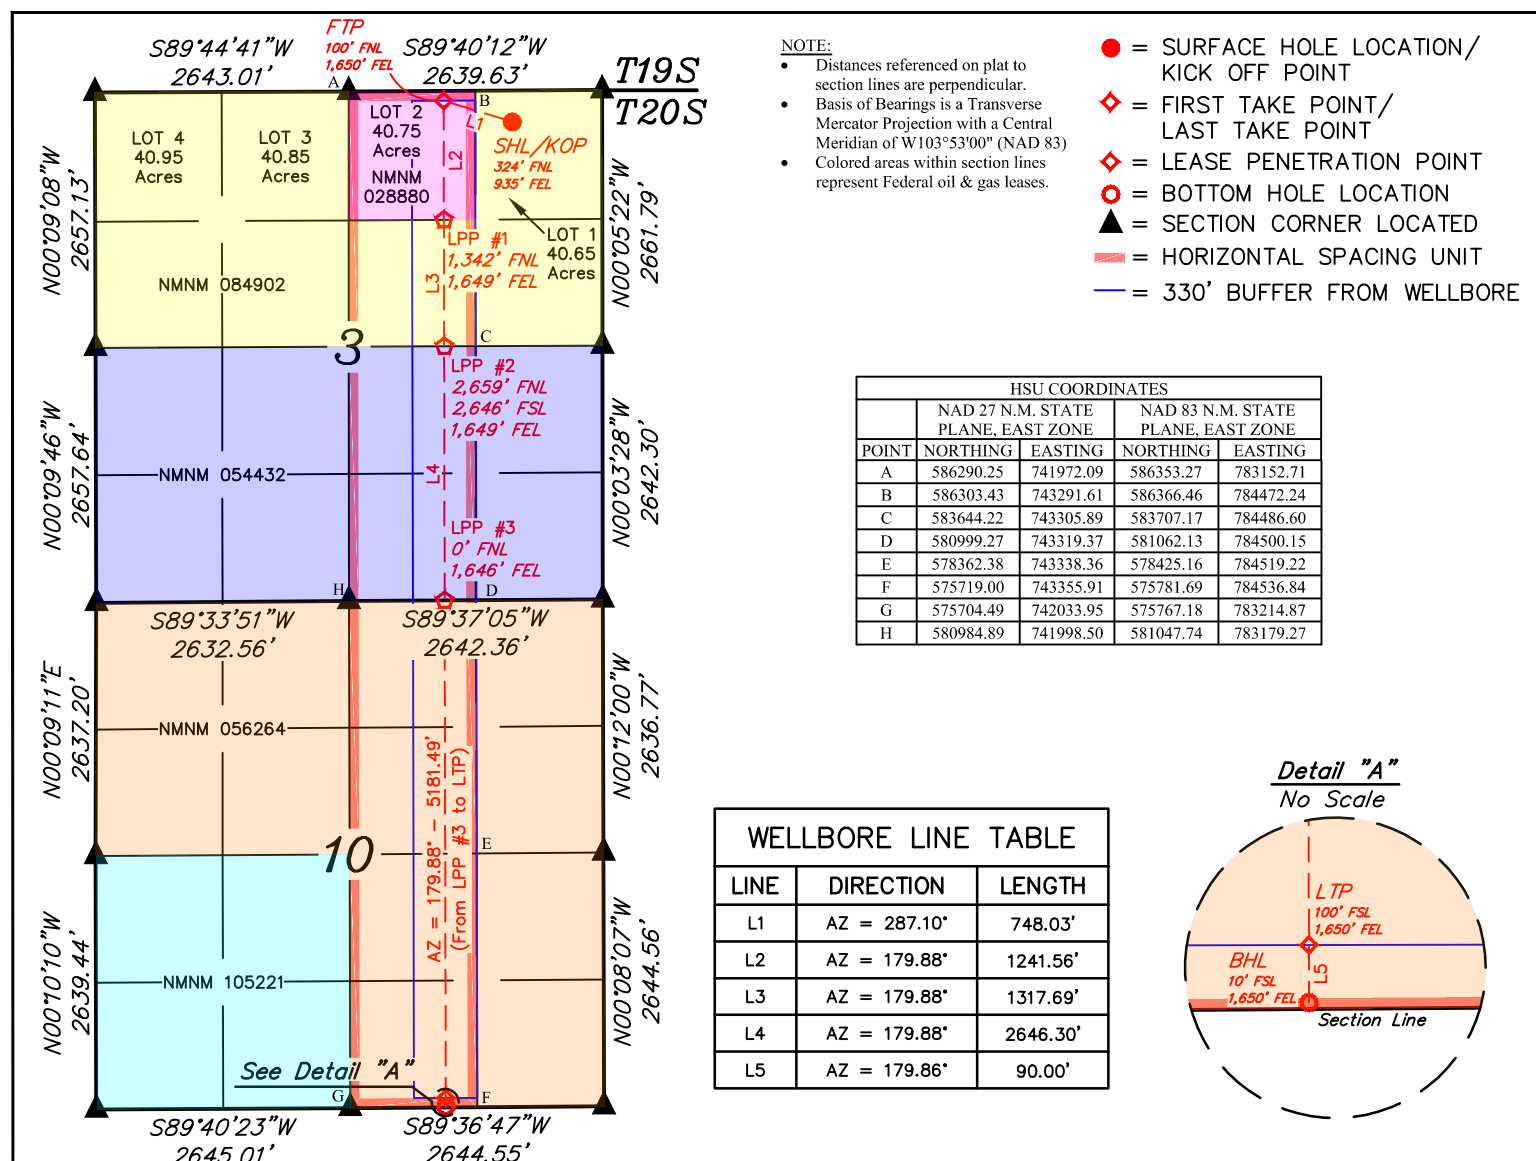 FTP
100' FNL
1,650' FEL
S89°44'41"W
2643.01'
S89°40'12"W
2639.63'
T19S
T20S
A
B
LOT 4
40.95
Acres
LOT 3
40.85
Acres
LOT 2
40.75
Acres
NMNM
028880
L1
L2
SHL/KOP
324' FNL
935' FEL
LOT 1
40.65
Acres
N00°09'08"W
2657.13'
N00°05'22"W
2661.79'
LPP #1
1,342' FNL
1,649' FEL
L3
NMNM 084902
3
C
LPP #2
2,659' FNL
2,646' FSL
1,649' FEL
N00°09'46"W
2657.64'
N00°03'28"W
2642.30'
NMNM 054432
L4
LPP #3
0' FNL
1,646' FEL
H
D
S89°33'51"W
2632.56'
S89°37'05"W
2642.36'
N00°09'11"E
2637.20'
N00°12'00"W
2636.77'
NMNM 056264
AZ = 179.88° - 5181.49'
(From LPP #3 to LTP)
10
E
N00°10'10"W
2639.44'
N00°08'07"W
2644.56'
NMNM 105221
See Detail "A"
G
F
S89°40'23"W
2645.01'
S89°36'47"W
2644.55'
NOTE:
• Distances referenced on plat to
section lines are perpendicular.
• Basis of Bearings is a Transverse
Mercator Projection with a Central
Meridian of W103°53'00" (NAD 83)
• Colored areas within section lines
represent Federal oil & gas leases.
= SURFACE HOLE LOCATION/
KICK OFF POINT
= FIRST TAKE POINT/
LAST TAKE POINT
= LEASE PENETRATION POINT
= BOTTOM HOLE LOCATION
= SECTION CORNER LOCATED
= HORIZONTAL SPACING UNIT
= 330' BUFFER FROM WELLBORE
HSU COORDINATES
NAD 27 N.M. STATE
PLANE, EAST ZONE
NAD 83 N.M. STATE
PLANE, EAST ZONE
POINT NORTHING EASTING NORTHING EASTING
A 586290.25 741972.09 586353.27 783152.71
B 586303.43 743291.61 586366.46 784472.24
C 583644.22 743305.89 583707.17 784486.60
D 580999.27 743319.37 581062.13 784500.15
E 578362.38 743338.36 578425.16 784519.22
F 575719.00 743355.91 575781.69 784536.84
G 575704.49 742033.95 575767.18 783214.87
H 580984.89 741998.50 581047.74 783179.27
WELLBORE LINE TABLE
LINE DIRECTION LENGTH
L1 AZ = 287.10° 748.03'
L2 AZ = 179.88° 1241.56'
L3 AZ = 179.88° 1317.69'
L4 AZ = 179.88° 2646.30'
L5 AZ = 179.86° 90.00'
Detail "A"
No Scale
LTP
100' FSL
1,650' FEL
BHL
10' FSL
1,650' FEL
L5
Section Line